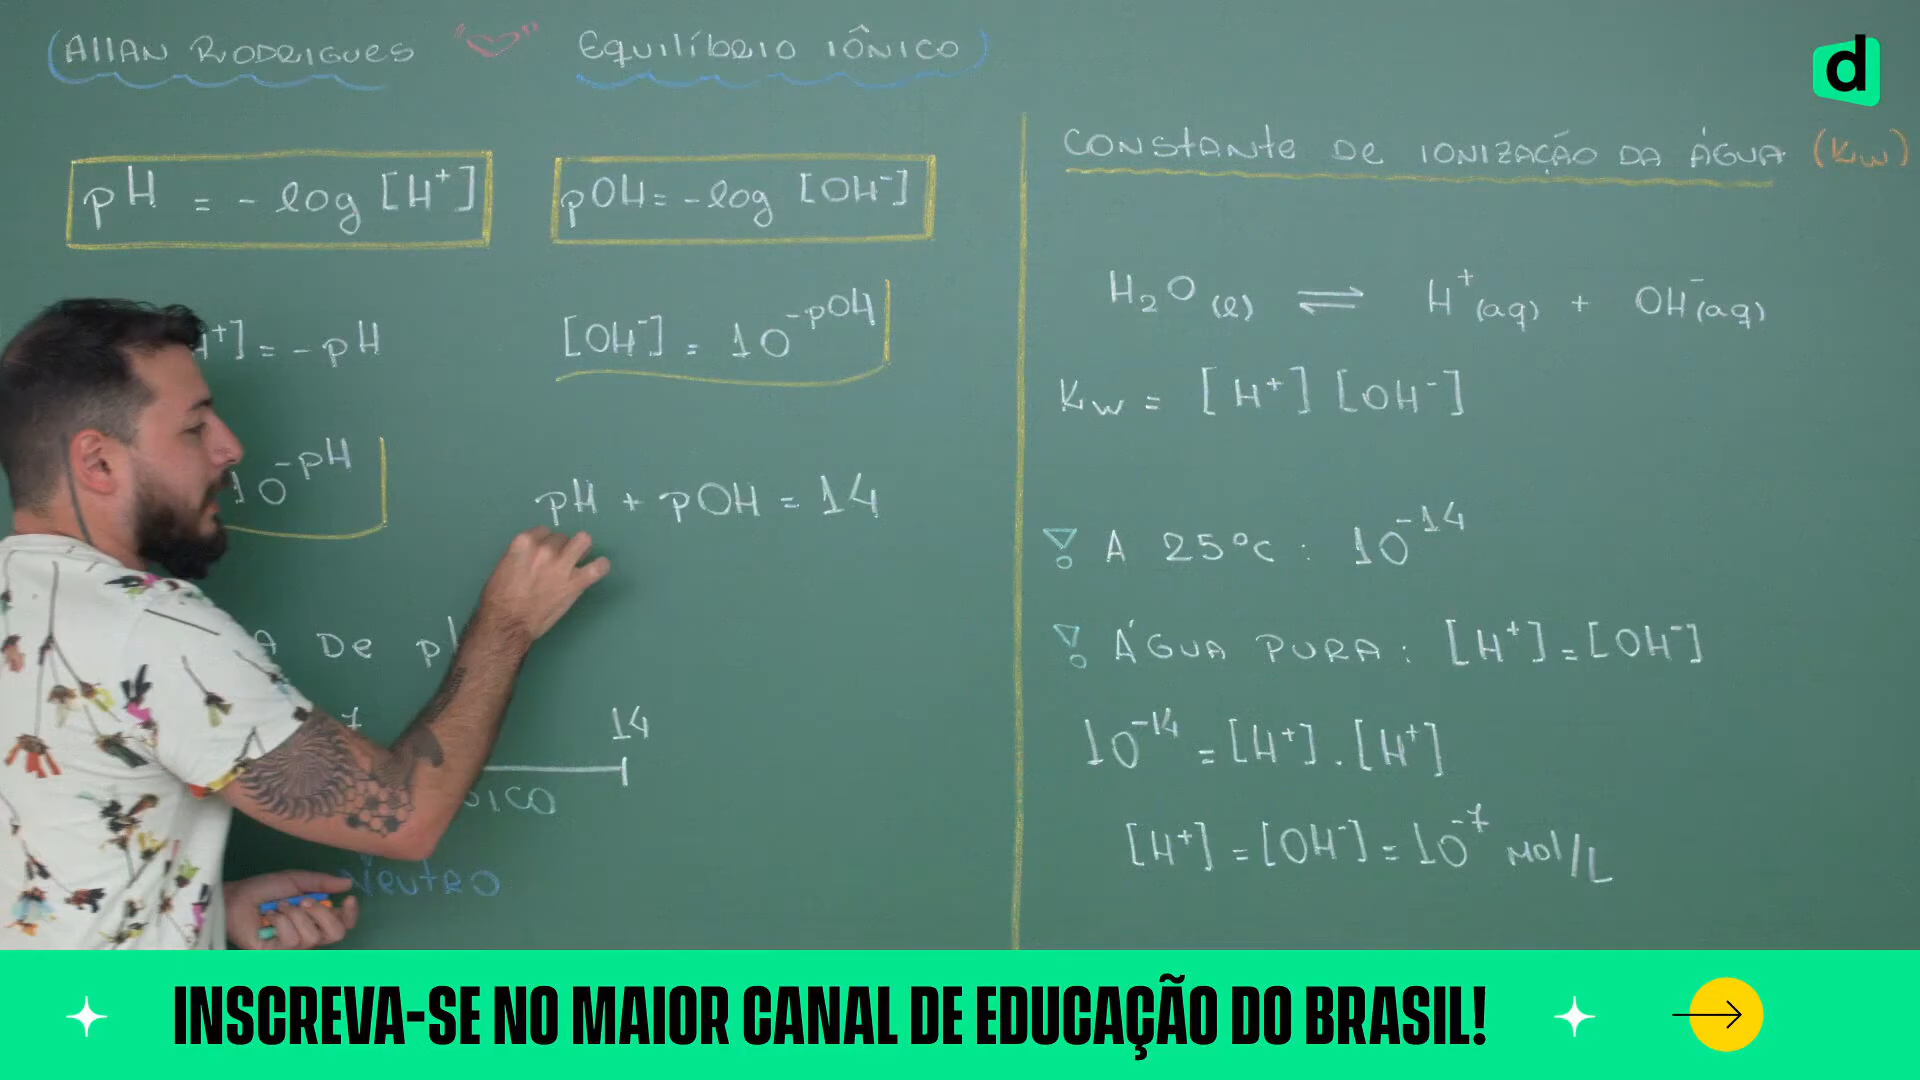 Allan Rodrigues Equilíbrio Iônico
d
pH = - log [H⁺]
pOH = - log [OH⁻]
⁺] = - pH
[OH⁻] = 10^-pOH
10^-pH
pH + pOH = 14
A De p
7
14
sico
Neutro
Constante de ionização da água (Kw)
H₂O (l) ⇌ H⁺(aq) + OH⁻(aq)
Kw = [H⁺] [OH⁻]
A 25°C : 10⁻¹⁴
Água pura : [H⁺] = [OH⁻]
10⁻¹⁴ = [H⁺] . [H⁺]
[H⁺] = [OH⁻] = 10⁻⁷ mol/L
INSCREVA-SE NO MAIOR CANAL DE EDUCAÇÃO DO BRASIL!